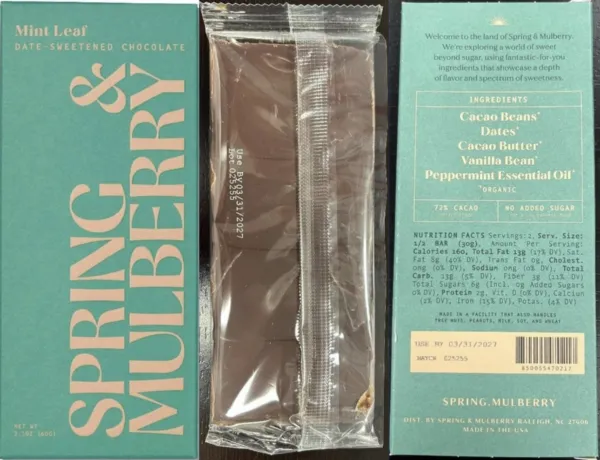 Mint Leaf
DATE-SWEETENED CHOCOLATE
SPRING &
MULBERRY
NET WT
Use By03/31/2027
Lot 025255
Welcome to the land of Spring & Mulberry.
We're exploring a world of sweet
beyond sugar, using fantastic-for-you
ingredients that showcase a depth
of flavor and spectrum of sweetness.
INGREDIENTS
Cacao Beans*
Dates*
Cacao Butter*
Vanilla Bean*
Peppermint Essential Oil*
*ORGANIC
72% CACAO
NO ADDED SUGAR
NUTRITION FACTS Servings: 2, Serv. Size:
1/2 BAR (30g), Amount Per Serving:
Calories 160, Total Fat 13g (17% DV), Sat.
Fat 8g (40% DV), Trans Fat 0g, Cholest.
0mg (0% DV), Sodium 0mg (0% DV), Total
Carb. 13g, (5% DV), Fiber 3g (11% DV)
Total Sugars 6g (Incl. 0g Added Sugars
0% DV), Protein 2g, Vit. D (0% DV), Calcium
(2% DV), Iron (15% DV), Potas. (4% DV)
MADE IN A FACILITY THAT ALSO HANDLES
TREE NUTS, PEANUTS, MILK, SOY, AND WHEAT
USE BY 03/31/2027
BATCH 025255
SPRING.MULBERRY
DIST. BY SPRING & MULBERRY RALEIGH, NC 27608
MADE IN THE USA